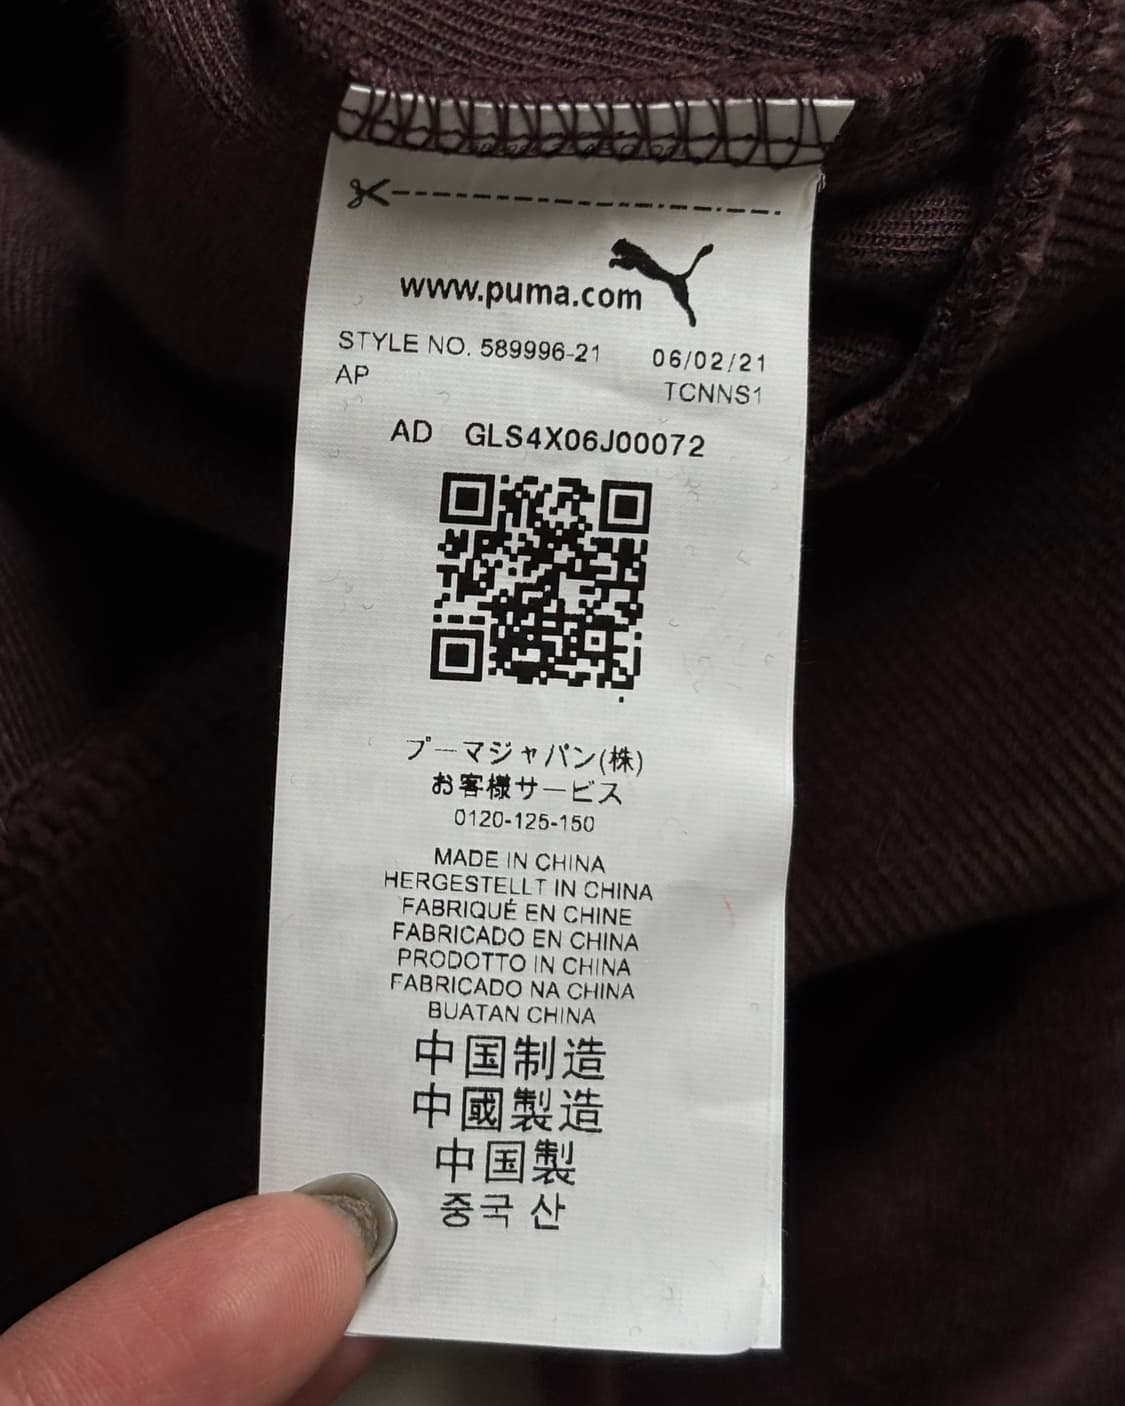 www.puma.com
STYLE NO. 589996-21 06/02/21
AP TCNNS1
AD GLS4X06J00072
プーマジャパン(株)
お客様サービス
0120-125-150
MADE IN CHINA
HERGESTELLT IN CHINA
FABRIQUÉ EN CHINE
FABRICADO EN CHINA
PRODOTTO IN CHINA
FABRICADO NA CHINA
BUATAN CHINA
中国制造
中國製造
中国製
중국 산